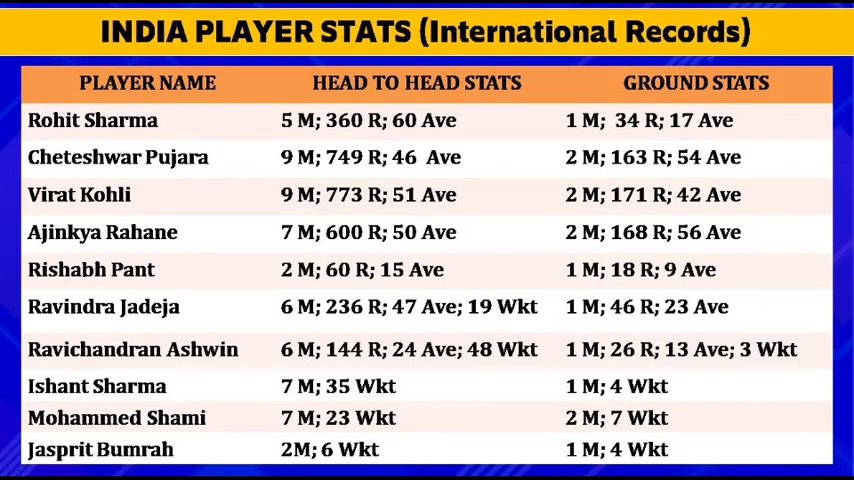 INDIA PLAYER STATS (International Records)
PLAYER NAME HEAD TO HEAD STATS GROUND STATS
Rohit Sharma 5 M; 360 R; 60 Ave 1 M; 34 R; 17 Ave
Cheteshwar Pujara 9 M; 749 R; 46 Ave 2 M; 163 R; 54 Ave
Virat Kohli 9 M; 773 R; 51 Ave 2 M; 171 R; 42 Ave
Ajinkya Rahane 7 M; 600 R; 50 Ave 2 M; 168 R; 56 Ave
Rishabh Pant 2 M; 60 R; 15 Ave 1 M; 18 R; 9 Ave
Ravindra Jadeja 6 M; 236 R; 47 Ave; 19 Wkt 1 M; 46 R; 23 Ave
Ravichandran Ashwin 6 M; 144 R; 24 Ave; 48 Wkt 1 M; 26 R; 13 Ave; 3 Wkt
Ishant Sharma 7 M; 35 Wkt 1 M; 4 Wkt
Mohammed Shami 7 M; 23 Wkt 2 M; 7 Wkt
Jasprit Bumrah 2M; 6 Wkt 1 M; 4 Wkt